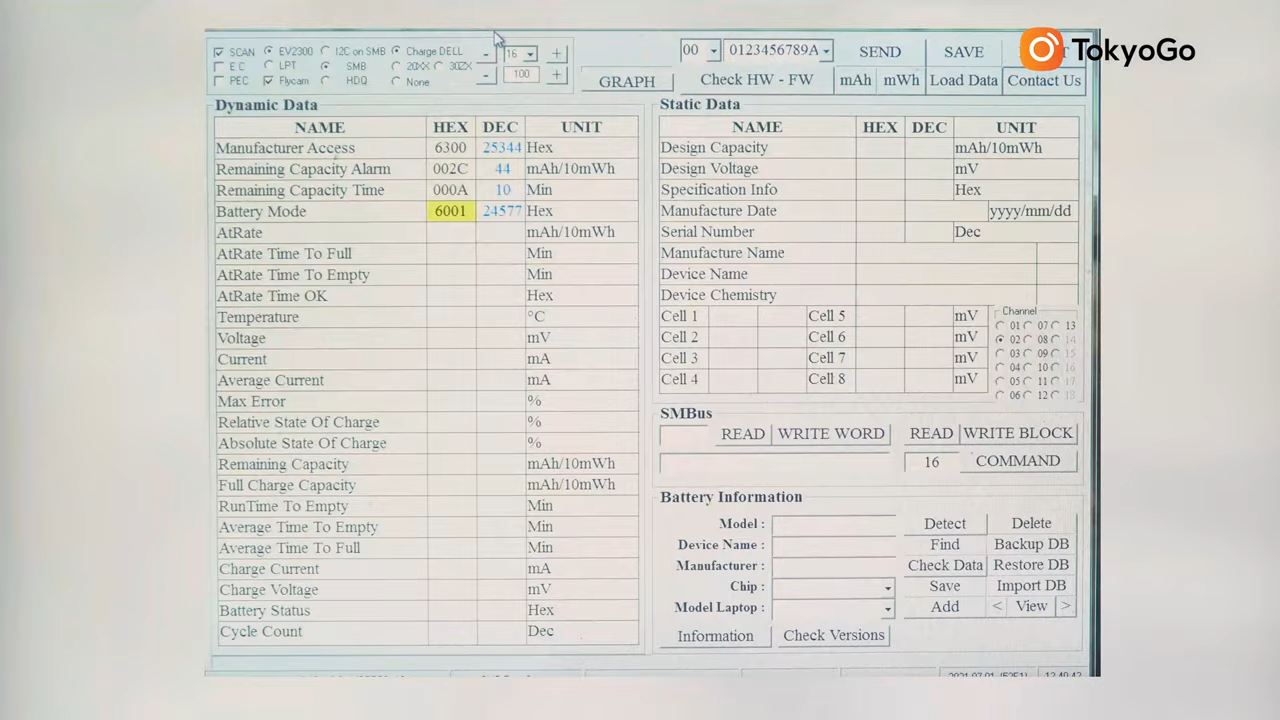 SCAN EV2300 I2C on SMB Charge DELL - 16 +
E C LPT SMB 20XX 30ZX
PEC Flycam HDQ None - 100 +
GRAPH
00 0123456789A SEND SAVE
TokyoGo
Check HW - FW mAh mWh Load Data Contact Us
Dynamic Data
NAME HEX DEC UNIT
Manufacturer Access 6300 25344 Hex
Remaining Capacity Alarm 002C 44 mAh/10mWh
Remaining Capacity Time 000A 10 Min
Battery Mode 6001 24577 Hex
AtRate mAh/10mWh
AtRate Time To Full Min
AtRate Time To Empty Min
AtRate Time OK Hex
Temperature °C
Voltage mV
Current mA
Average Current mA
Max Error %
Relative State Of Charge %
Absolute State Of Charge %
Remaining Capacity mAh/10mWh
Full Charge Capacity mAh/10mWh
RunTime To Empty Min
Average Time To Empty Min
Average Time To Full Min
Charge Current mA
Charge Voltage mV
Battery Status Hex
Cycle Count Dec
Static Data
NAME HEX DEC UNIT
Design Capacity mAh/10mWh
Design Voltage mV
Specification Info Hex
Manufacture Date yyyy/mm/dd
Serial Number Dec
Manufacture Name
Device Name
Device Chemistry
Cell 1 Cell 5 mV
Cell 2 Cell 6 mV
Cell 3 Cell 7 mV
Cell 4 Cell 8 mV
Channel
01 07 13
02 08 14
03 09 15
04 10 16
05 11 17
06 12
SMBus
READ WRITE WORD READ WRITE BLOCK
16 COMMAND
Battery Information
Model : Detect Delete
Device Name : Find Backup DB
Manufacturer : Check Data Restore DB
Chip : Save Import DB
Model Laptop : Add < View >
Information Check Versions